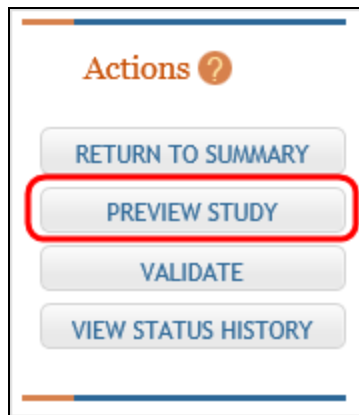 Actions ?
RETURN TO SUMMARY
PREVIEW STUDY
VALIDATE
VIEW STATUS HISTORY